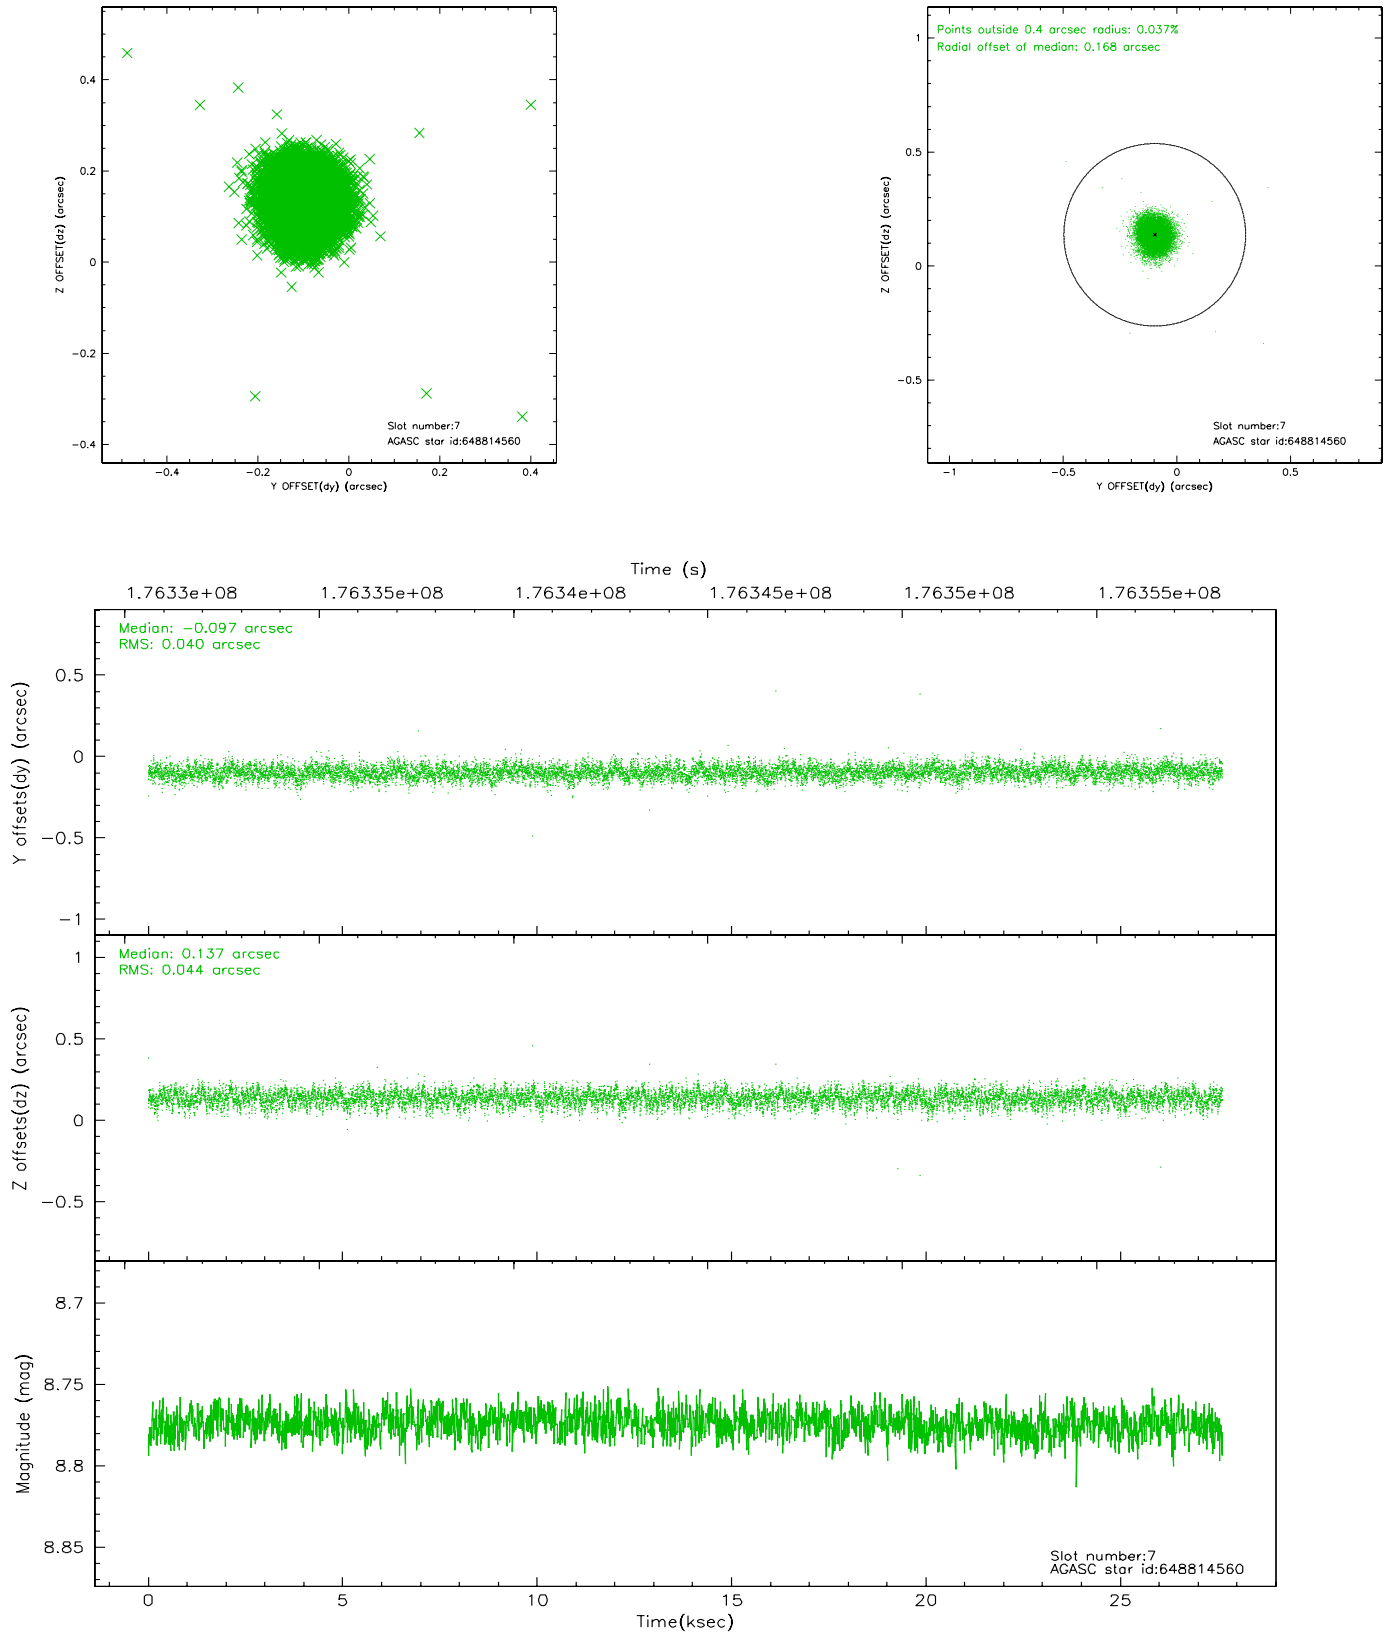 0.4
0.2
0
-0.2
-0.4
Z OFFSET(dz) (arcsec)
-0.4
-0.2
0
0.2
0.4
Y OFFSET(dy) (arcsec)
Slot number:7
AGASC star id:648814560
Points outside 0.4 arcsec radius: 0.037%
Radial offset of median: 0.168 arcsec
1
0.5
0
-0.5
Z OFFSET(dz) (arcsec)
-1
-0.5
0
0.5
Y OFFSET(dy) (arcsec)
Slot number:7
AGASC star id:648814560
Time (s)
1.7633e+08
1.76335e+08
1.7634e+08
1.76345e+08
1.7635e+08
1.76355e+08
Median: -0.097 arcsec
RMS: 0.040 arcsec
0.5
0
-0.5
-1
Y offsets(dy) (arcsec)
Median: 0.137 arcsec
RMS: 0.044 arcsec
1
0.5
0
-0.5
Z offsets(dz) (arcsec)
8.7
8.75
8.8
8.85
Magnitude (mag)
Slot number:7
AGASC star id:648814560
0
5
10
15
20
25
Time(ksec)